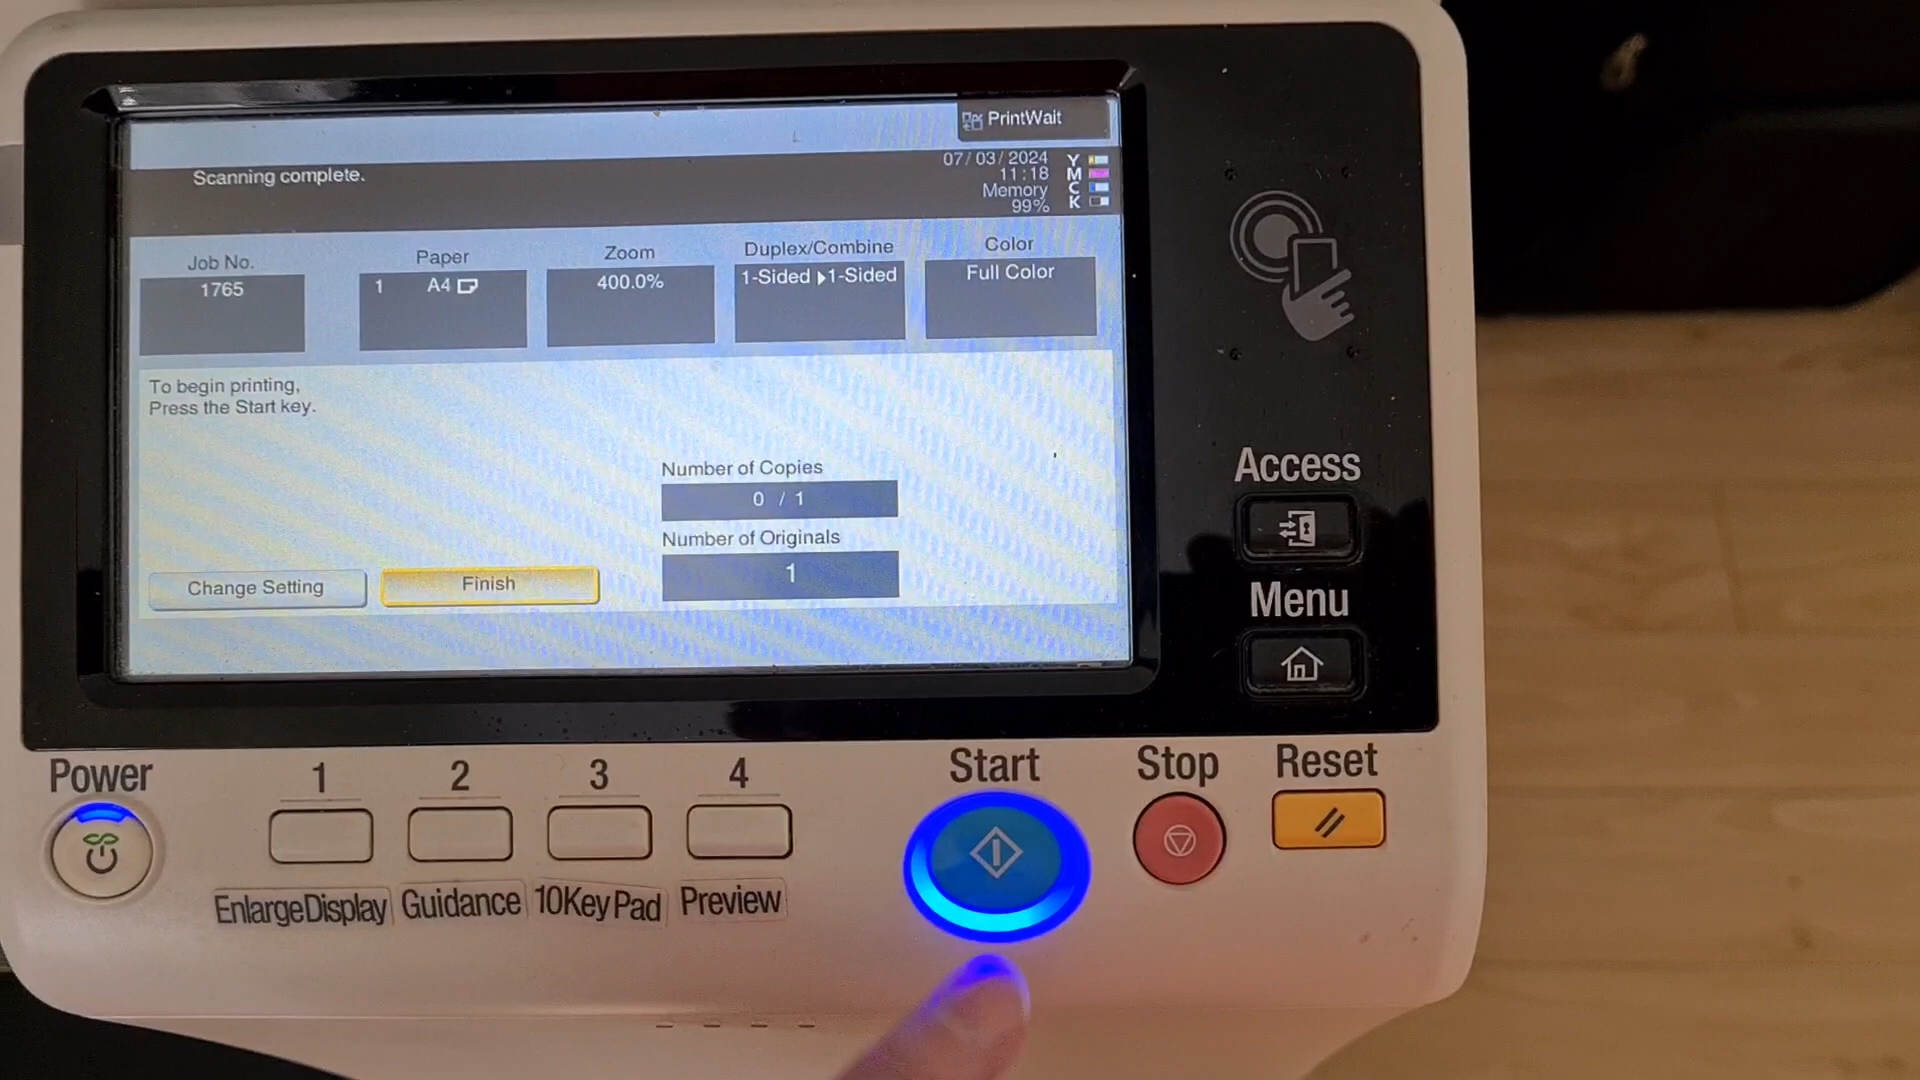 PrintWait
Scanning complete.
07/03/2024
11:18
Memory
99%
Y
M
C
K
Job No.
1765
Paper
1 A4
Zoom
400.0%
Duplex/Combine
1-Sided 1-Sided
Color
Full Color
To begin printing,
Press the Start key.
Number of Copies
0 / 1
Number of Originals
1
Change Setting
Finish
Access
Menu
Power
1
2
3
4
Start
Stop
Reset
EnlargeDisplay
Guidance
10Key Pad
Preview